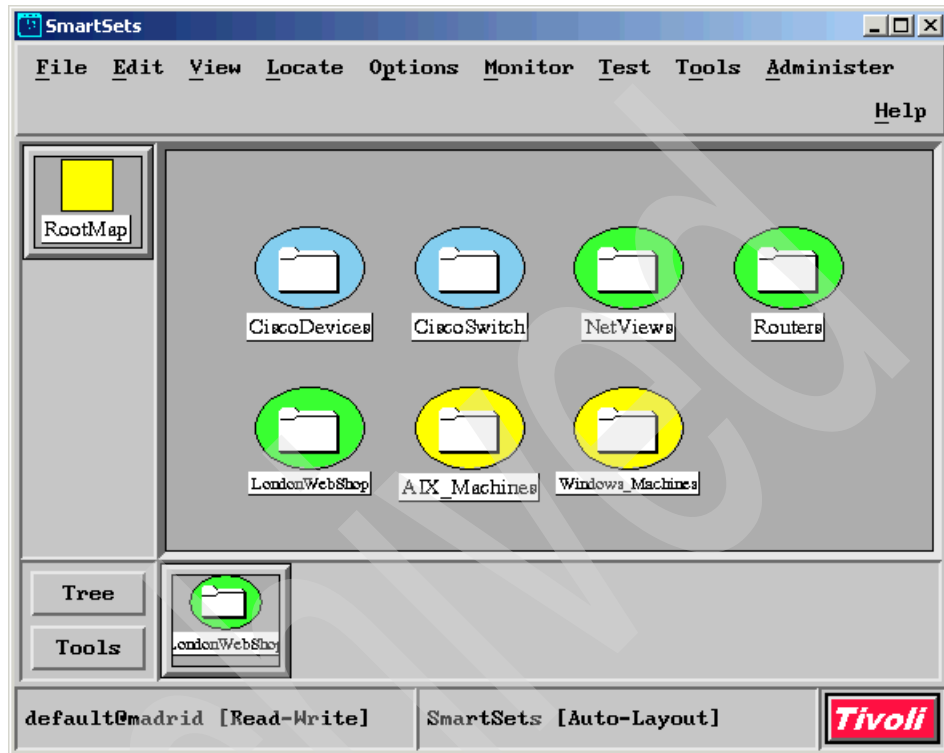 SmartSets
File Edit View Locate Options Monitor Test Tools Administer
Help
RootMap
CiscoDevices CiscoSwitch NetViews Routers
LondonWebShop AIX_Machines Windows_Machines
Tree
Tools
LondonWebShop
default@madrid [Read-Write] SmartSets [Auto-Layout] Tivoli